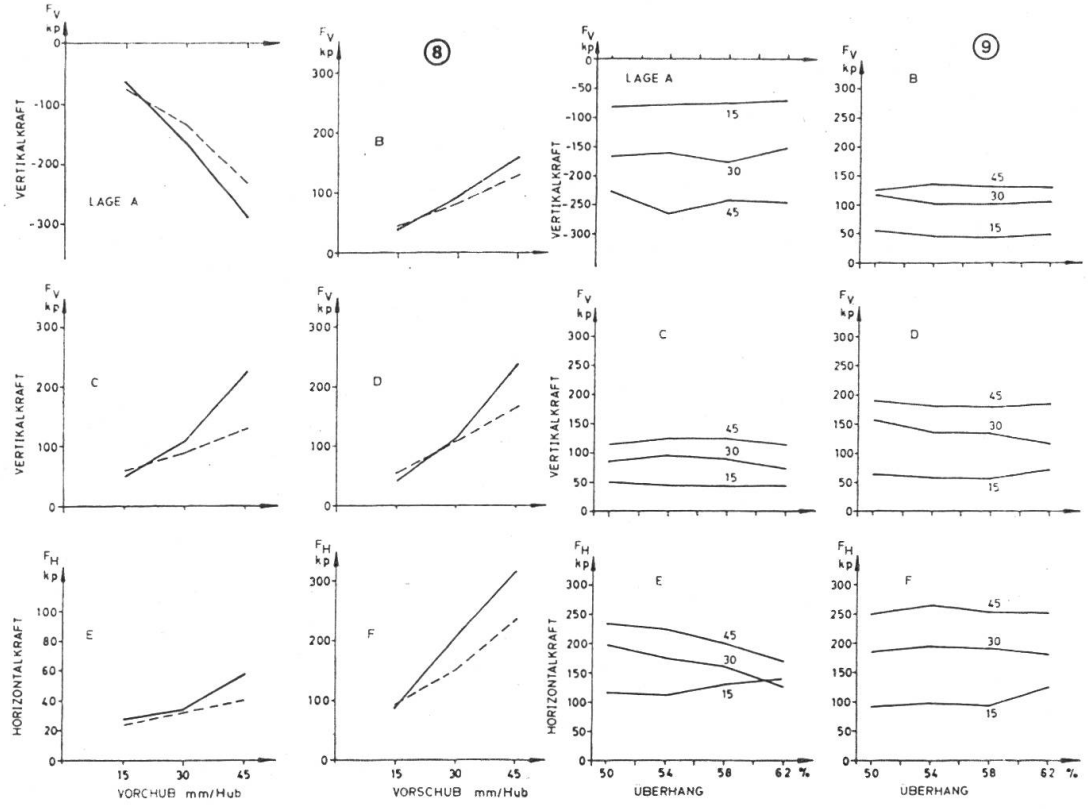 8
F_V
kp
0
-100
-200
-300
VERTIKALKRAFT
LAGE A
F_V
kp
300
200
100
0
B
9
F_V
kp
0
-50
-100
-150
-200
-250
-300
VERTIKALKRAFT
LAGE A
15
30
45
F_V
kp
300
250
200
150
100
50
0
B
45
30
15
F_V
kp
300
200
100
0
VERTIKALKRAFT
C
F_V
kp
300
200
100
0
D
F_V
kp
300
250
200
150
100
50
0
VERTIKALKRAFT
C
45
30
15
F_V
kp
300
250
200
150
100
50
0
D
45
30
15
F_H
kp
100
80
60
40
20
0
HORIZONTALKRAFT
E
15 30 45
VORCHUB mm/Hub
F_H
kp
300
200
100
0
F
15 30 45
VORSCHUB mm/Hub
F_H
kp
300
250
200
150
100
50
0
HORIZONTALKRAFT
E
45
30
15
50 54 58 62 %
ÜBERHANG
F_H
kp
300
250
200
150
100
50
0
F
45
30
15
50 54 58 62 %
ÜBERHANG